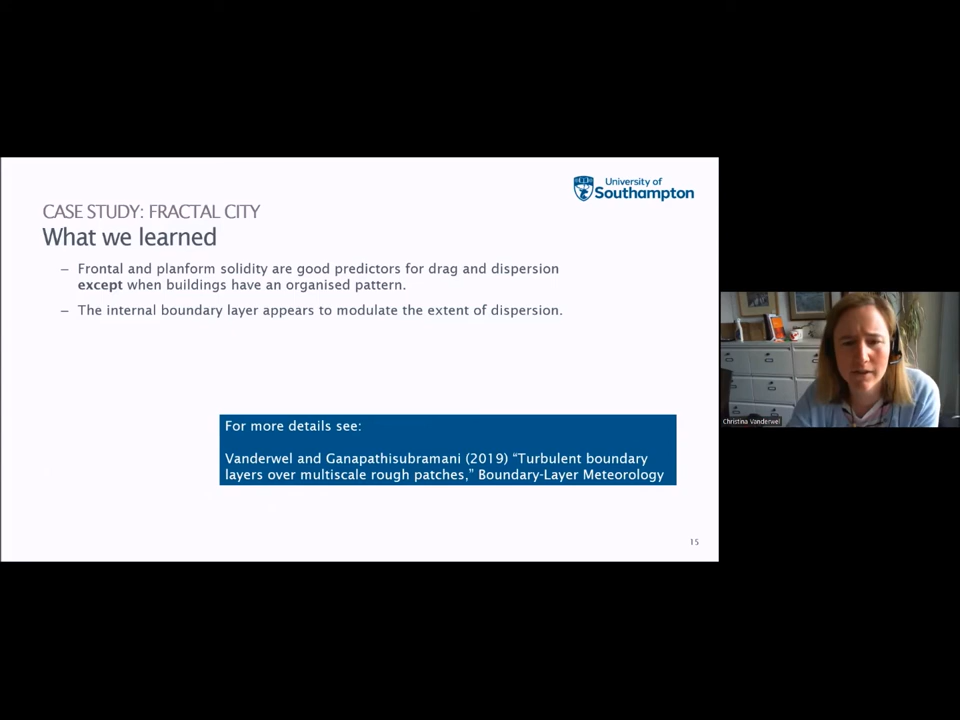 University of
Southampton
CASE STUDY: FRACTAL CITY
What we learned
– Frontal and planform solidity are good predictors for drag and dispersion
except when buildings have an organised pattern.
– The internal boundary layer appears to modulate the extent of dispersion.
For more details see:
Vanderwel and Ganapathisubramani (2019) “Turbulent boundary
layers over multiscale rough patches,” Boundary-Layer Meteorology
15
Christina Vanderwel